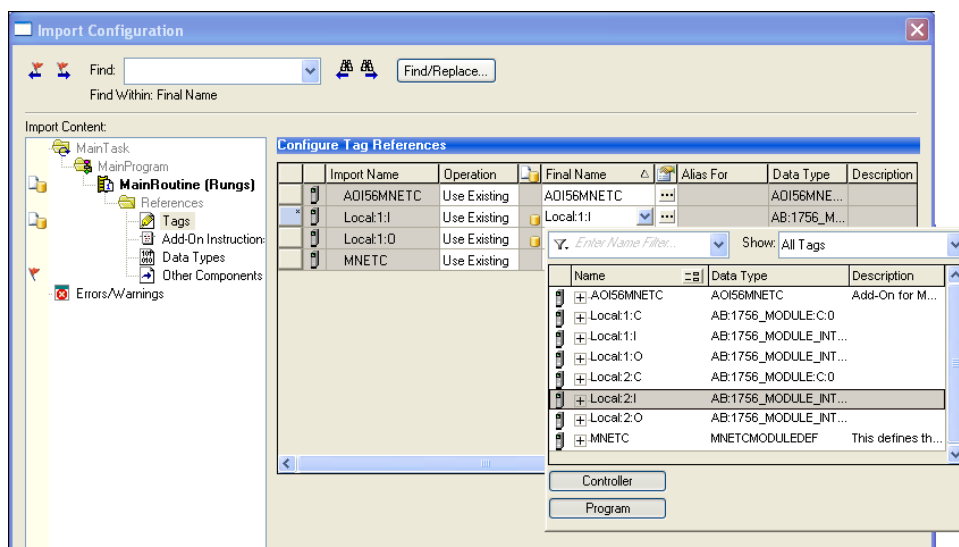 Import Configuration
Find:
Find/Replace...
Find Within: Final Name
Import Content:
MainTask
MainProgram
MainRoutine (Rungs)
References
Tags
Add-On Instruction
Data Types
Other Components
Errors/Warnings
Configure Tag References
Import Name Operation Final Name Alias For Data Type Description
AOI56MNETC Use Existing AOI56MNETC ... AOI56MNE...
* Local:1:I Use Existing Local:1:I ... AB:1756_M...
Local:1:O Use Existing
MNETC Use Existing
Enter Name Filter... Show: All Tags
Name Data Type Description
AOI56MNETC AOI56MNETC Add-On for M...
Local:1:C AB:1756_MODULE:C:0
Local:1:I AB:1756_MODULE_INT...
Local:1:O AB:1756_MODULE_INT...
Local:2:C AB:1756_MODULE:C:0
Local:2:I AB:1756_MODULE_INT...
Local:2:O AB:1756_MODULE_INT...
MNETC MNETCMODULEDEF This defines th...
Controller
Program